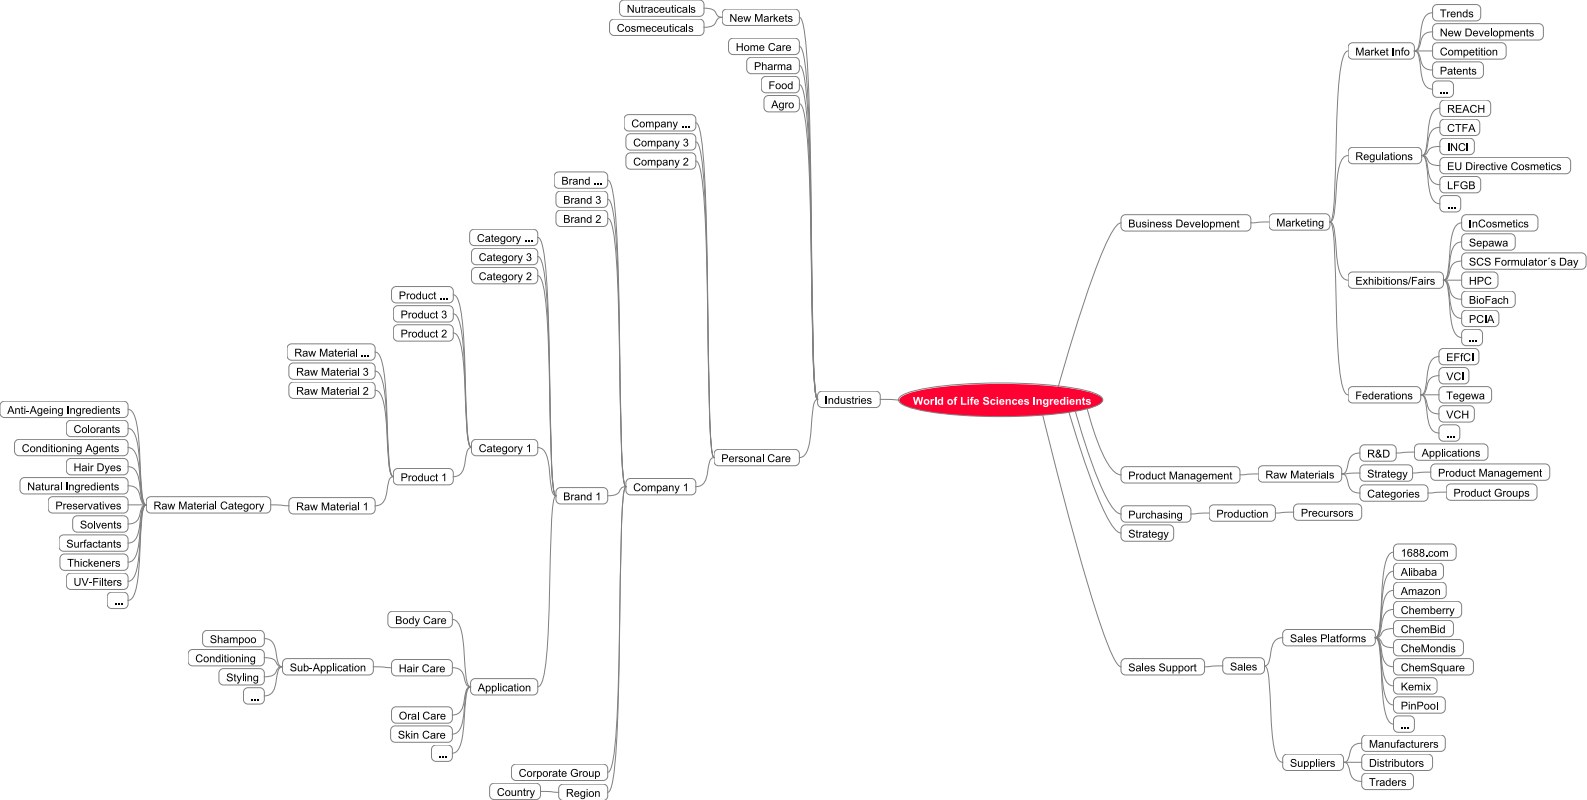 World of Life Sciences Ingredients
Industries
New Markets
Nutraceuticals
Cosmeceuticals
Home Care
Pharma
Food
Agro
Personal Care
Company ...
Company 3
Company 2
Company 1
Brand ...
Brand 3
Brand 2
Brand 1
Category ...
Category 3
Category 2
Category 1
Product ...
Product 3
Product 2
Product 1
Raw Material ...
Raw Material 3
Raw Material 2
Raw Material 1
Raw Material Category
Anti-Ageing Ingredients
Colorants
Conditioning Agents
Hair Dyes
Natural Ingredients
Preservatives
Solvents
Surfactants
Thickeners
UV-Filters
...
Application
Body Care
Hair Care
Sub-Application
Shampoo
Conditioning
Styling
...
Oral Care
Skin Care
...
Corporate Group
Region
Country
Business Development
Marketing
Market Info
Trends
New Developments
Competition
Patents
...
Regulations
REACH
CTFA
INCI
EU Directive Cosmetics
LFGB
...
Exhibitions/Fairs
InCosmetics
Sepawa
SCS Formulator´s Day
HPC
BioFach
PCIA
...
Federations
EFfCI
VCI
Tegewa
VCH
...
Product Management
Raw Materials
R&D
Applications
Strategy
Product Management
Categories
Product Groups
Purchasing
Production
Precursors
Strategy
Sales Support
Sales
Sales Platforms
1688.com
Alibaba
Amazon
Chemberry
ChemBid
CheMondis
ChemSquare
Kemix
PinPool
...
Suppliers
Manufacturers
Distributors
Traders